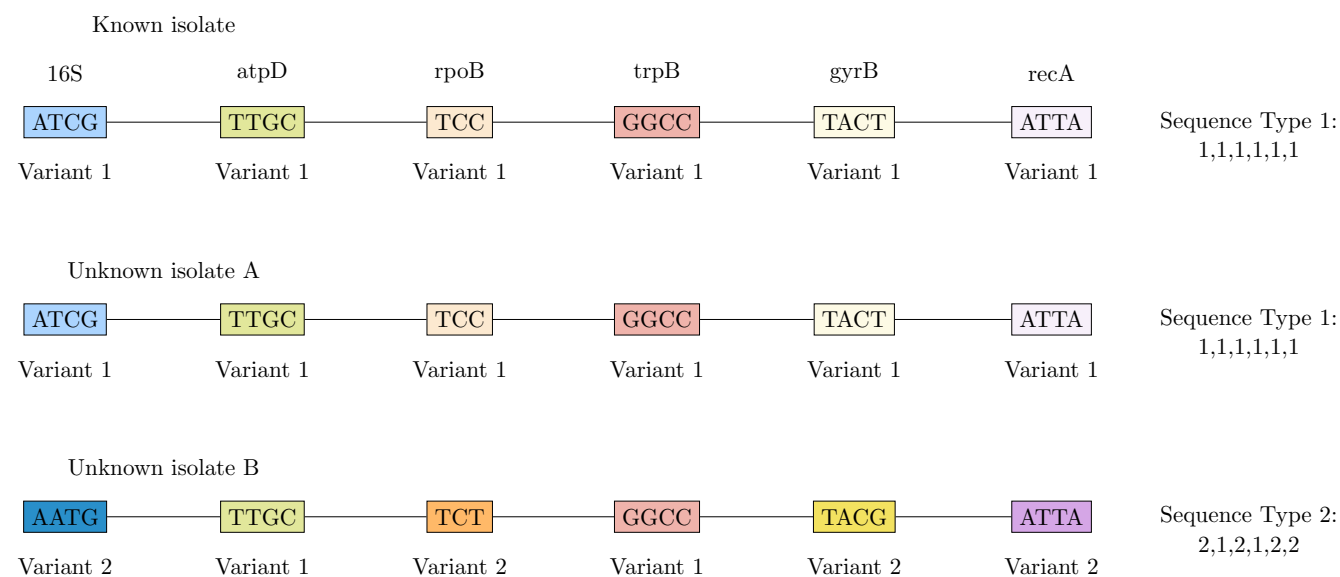 Known isolate
16S atpD rpoB trpB gyrB recA
ATCG TTGC TCC GGCC TACT ATTA Sequence Type 1:
1,1,1,1,1,1
Variant 1 Variant 1 Variant 1 Variant 1 Variant 1 Variant 1
Unknown isolate A
ATCG TTGC TCC GGCC TACT ATTA Sequence Type 1:
1,1,1,1,1,1
Variant 1 Variant 1 Variant 1 Variant 1 Variant 1 Variant 1
Unknown isolate B
AATG TTGC TCT GGCC TACG ATTA Sequence Type 2:
2,1,2,1,2,2
Variant 2 Variant 1 Variant 2 Variant 1 Variant 2 Variant 2